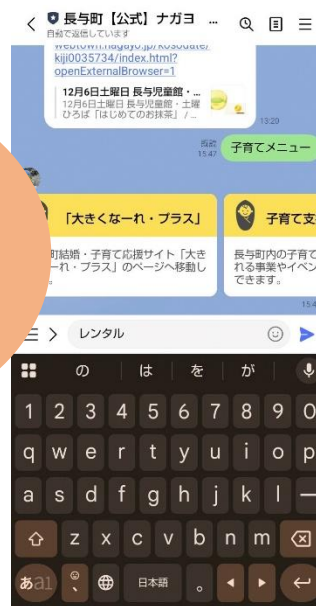 長与町【公式】ナガヨ ...
自動で返信しています
webtown.nagayo.jp/kosodate/
kiji0035734/index.html?
openExternalBrowser=1
12月6日土曜日 長与児童館・...
12月6日土曜日 長与児童館・土曜
ひろば「はじめてのお抹茶」/ ...
13:29
既読
15:47
子育てメニュー
「大きくなーれ・プラス」
町結婚・子育て応援サイト「大き
ーれ・プラス」のページへ移動し
。
子育て支
長与町内の子育て
れる事業やイベン
できます。
15:4
レンタル
の は を が
1 2 3 4 5 6 7 8 9 0
q w e r t y u i o p
a s d f g h j k l ー
z x c v b n m
あa1 日本語 。